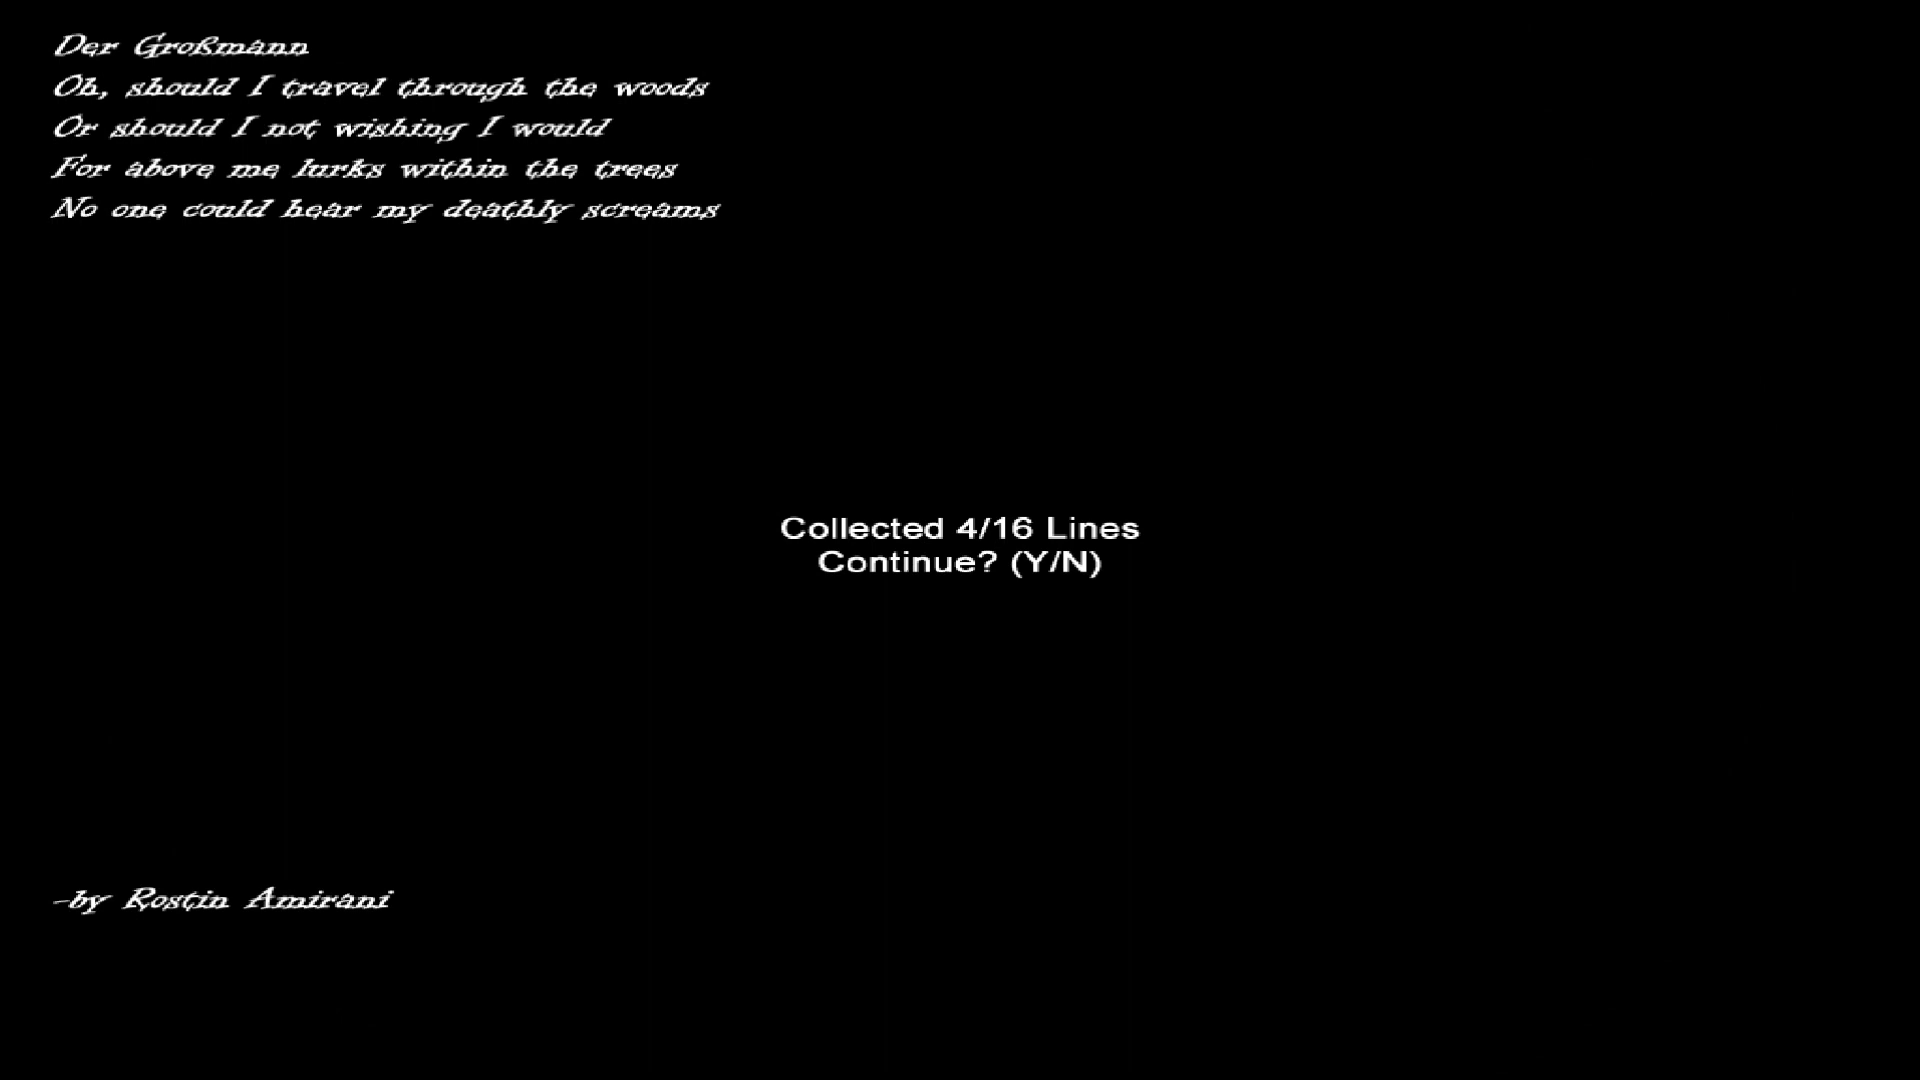 Der Großmann
Oh, should I travel through the woods
Or should I not wishing I would
For above me lurks within the trees
No one could hear my deathly screams
Collected 4/16 Lines
Continue? (Y/N)
-by Rostin Amirani